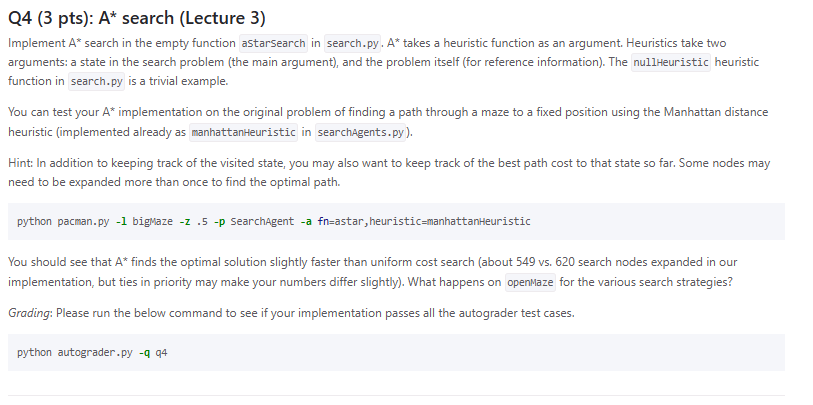 Q4 (3 pts): A* search (Lecture 3)
Implement A* search in the empty function aStarSearch in search.py. A* takes a heuristic function as an argument. Heuristics take two
arguments: a state in the search problem (the main argument), and the problem itself (for reference information). The nullHeuristic heuristic
function in search.py is a trivial example.
You can test your A* implementation on the original problem of finding a path through a maze to a fixed position using the Manhattan distance
heuristic (implemented already as manhattanHeuristic in searchAgents.py).
Hint: In addition to keeping track of the visited state, you may also want to keep track of the best path cost to that state so far. Some nodes may
need to be expanded more than once to find the optimal path.
python pacman.py -l bigMaze -z .5 -p SearchAgent -a fn=astar,heuristic=manhattanHeuristic
You should see that A* finds the optimal solution slightly faster than uniform cost search (about 549 vs. 620 search nodes expanded in our
implementation, but ties in priority may make your numbers differ slightly). What happens on openMaze for the various search strategies?
Grading: Please run the below command to see if your implementation passes all the autograder test cases.
python autograder.py -q q4